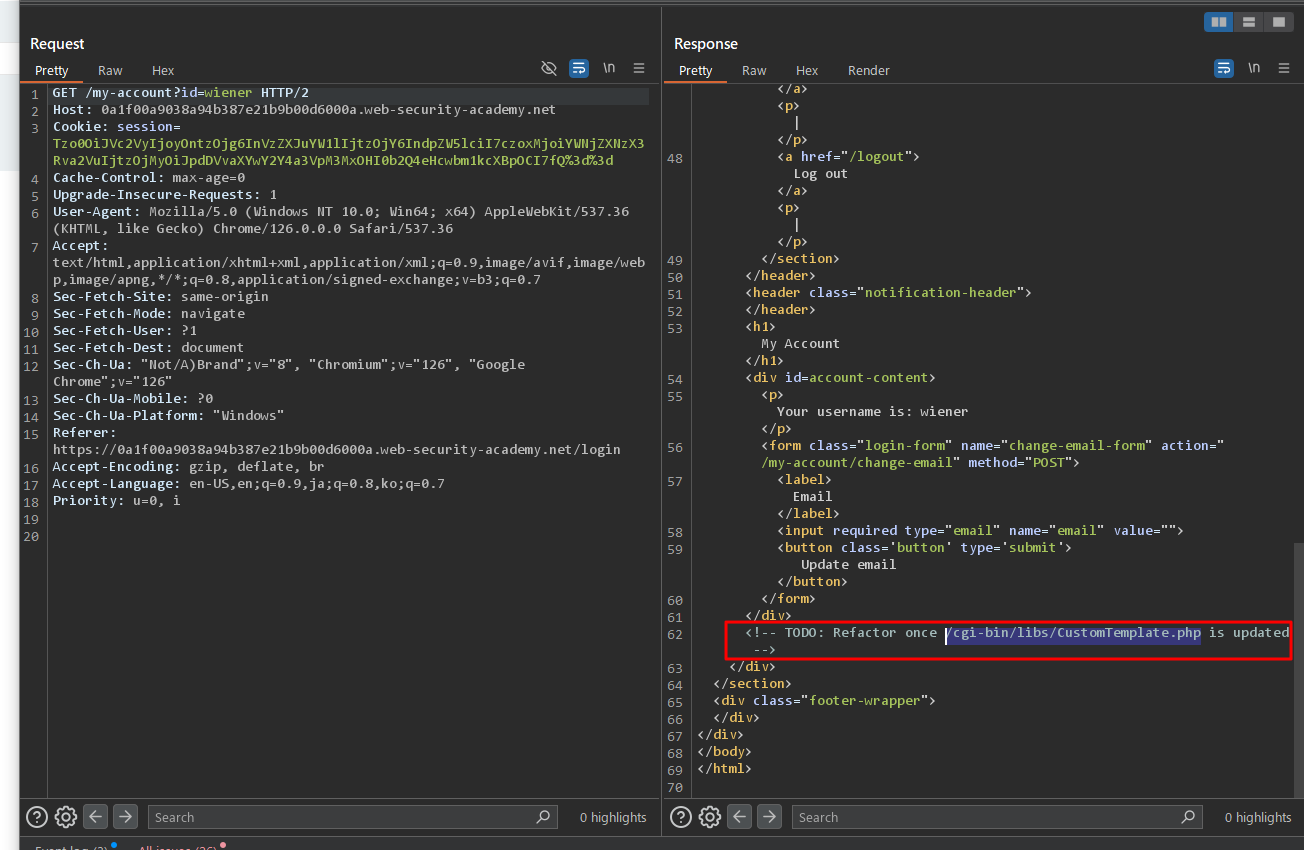 Request
Pretty Raw Hex
\n
1 GET /my-account?id=wiener HTTP/2
2 Host: 0a1f00a9038a94b387e21b9b00d6000a.web-security-academy.net
3 Cookie: session=
Tzo0OiJVc2VyIjoyOntzOjg6InVzZXJuYW1lIjtzOjY6IndpZW5lciI7czoxMjoiYWNjZXNzX3
Rva2VuIjtzOjMyOiJpdDVvaXYwY2Y4a3VpM3MxOHI0b2Q4eHcwbm1kcXBpOCI7fQ%3d%3d
4 Cache-Control: max-age=0
5 Upgrade-Insecure-Requests: 1
6 User-Agent: Mozilla/5.0 (Windows NT 10.0; Win64; x64) AppleWebKit/537.36
(KHTML, like Gecko) Chrome/126.0.0.0 Safari/537.36
7 Accept:
text/html,application/xhtml+xml,application/xml;q=0.9,image/avif,image/web
p,image/apng,*/*;q=0.8,application/signed-exchange;v=b3;q=0.7
8 Sec-Fetch-Site: same-origin
9 Sec-Fetch-Mode: navigate
10 Sec-Fetch-User: ?1
11 Sec-Fetch-Dest: document
12 Sec-Ch-Ua: "Not/A)Brand";v="8", "Chromium";v="126", "Google
Chrome";v="126"
13 Sec-Ch-Ua-Mobile: ?0
14 Sec-Ch-Ua-Platform: "Windows"
15 Referer:
https://0a1f00a9038a94b387e21b9b00d6000a.web-security-academy.net/login
16 Accept-Encoding: gzip, deflate, br
17 Accept-Language: en-US,en;q=0.9,ja;q=0.8,ko;q=0.7
18 Priority: u=0, i
19
20
Search
0 highlights
Response
Pretty Raw Hex Render
\n
</a>
<p>
|
</p>
48 <a href="/logout">
Log out
</a>
<p>
|
</p>
49 </section>
50 </header>
51 <header class="notification-header">
52 </header>
53 <h1>
My Account
</h1>
54 <div id=account-content>
55 <p>
Your username is: wiener
</p>
56 <form class="login-form" name="change-email-form" action="
/my-account/change-email" method="POST">
57 <label>
Email
</label>
58 <input required type="email" name="email" value="">
59 <button class='button' type='submit'>
Update email
</button>
60 </form>
61 </div>
62 <!-- TODO: Refactor once /cgi-bin/libs/CustomTemplate.php is updated
-->
63 </div>
64 </section>
65 <div class="footer-wrapper">
66 </div>
67 </div>
68 </body>
69 </html>
70
Search
0 highlights